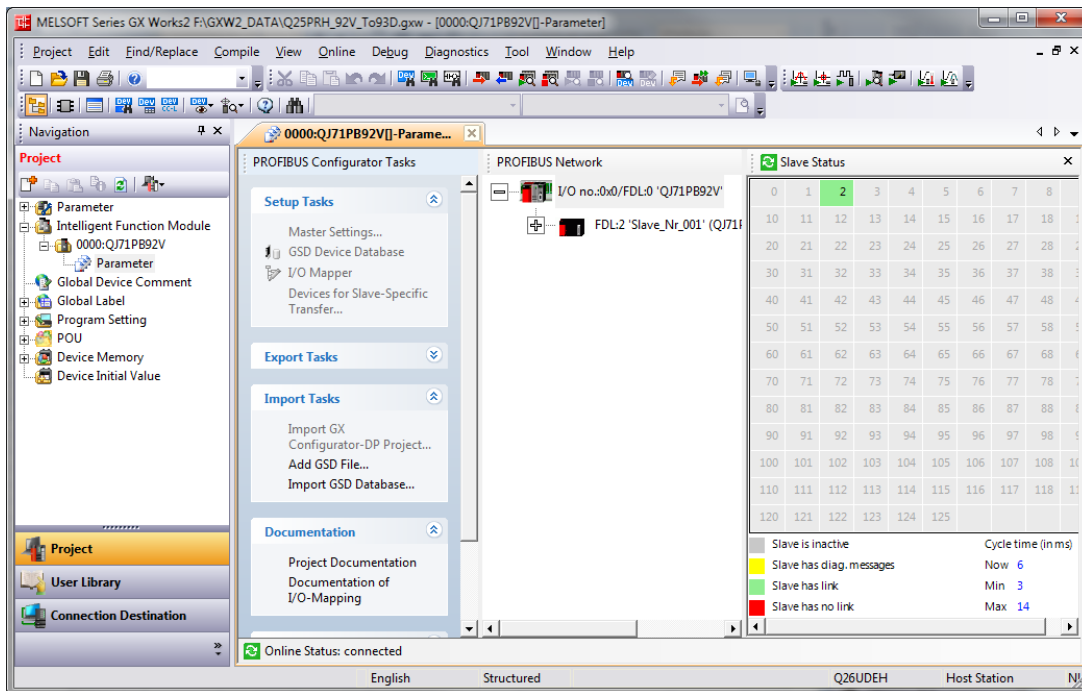 MELSOFT Series GX Works2 F:\GXW2_DATA\Q25PRH_92V_To93D.gxw - [0000:QJ71PB92V[]-Parameter]
Project Edit Find/Replace Compile View Online Debug Diagnostics Tool Window Help
Navigation
Project
Parameter
Intelligent Function Module
0000:QJ71PB92V
Parameter
Global Device Comment
Global Label
Program Setting
POU
Device Memory
Device Initial Value
Project
User Library
Connection Destination
0000:QJ71PB92V[]-Parame...
PROFIBUS Configurator Tasks
Setup Tasks
Master Settings...
GSD Device Database
I/O Mapper
Devices for Slave-Specific
Transfer...
Export Tasks
Import Tasks
Import GX
Configurator-DP Project...
Add GSD File...
Import GSD Database...
Documentation
Project Documentation
Documentation of
I/O-Mapping
PROFIBUS Network
I/O no.:0x0/FDL:0 'QJ71PB92V'
FDL:2 'Slave_Nr_001' (QJ71
Slave Status
0 1 2 3 4 5 6 7 8
10 11 12 13 14 15 16 17 18
20 21 22 23 24 25 26 27 28
30 31 32 33 34 35 36 37 38
40 41 42 43 44 45 46 47 48
50 51 52 53 54 55 56 57 58
60 61 62 63 64 65 66 67 68
70 71 72 73 74 75 76 77 78
80 81 82 83 84 85 86 87 88
90 91 92 93 94 95 96 97 98
100 101 102 103 104 105 106 107 108
110 111 112 113 114 115 116 117 118
120 121 122 123 124 125
Slave is inactive Cycle time (in ms)
Slave has diag. messages Now 6
Slave has link Min 3
Slave has no link Max 14
Online Status: connected
English Structured Q26UDEH Host Station